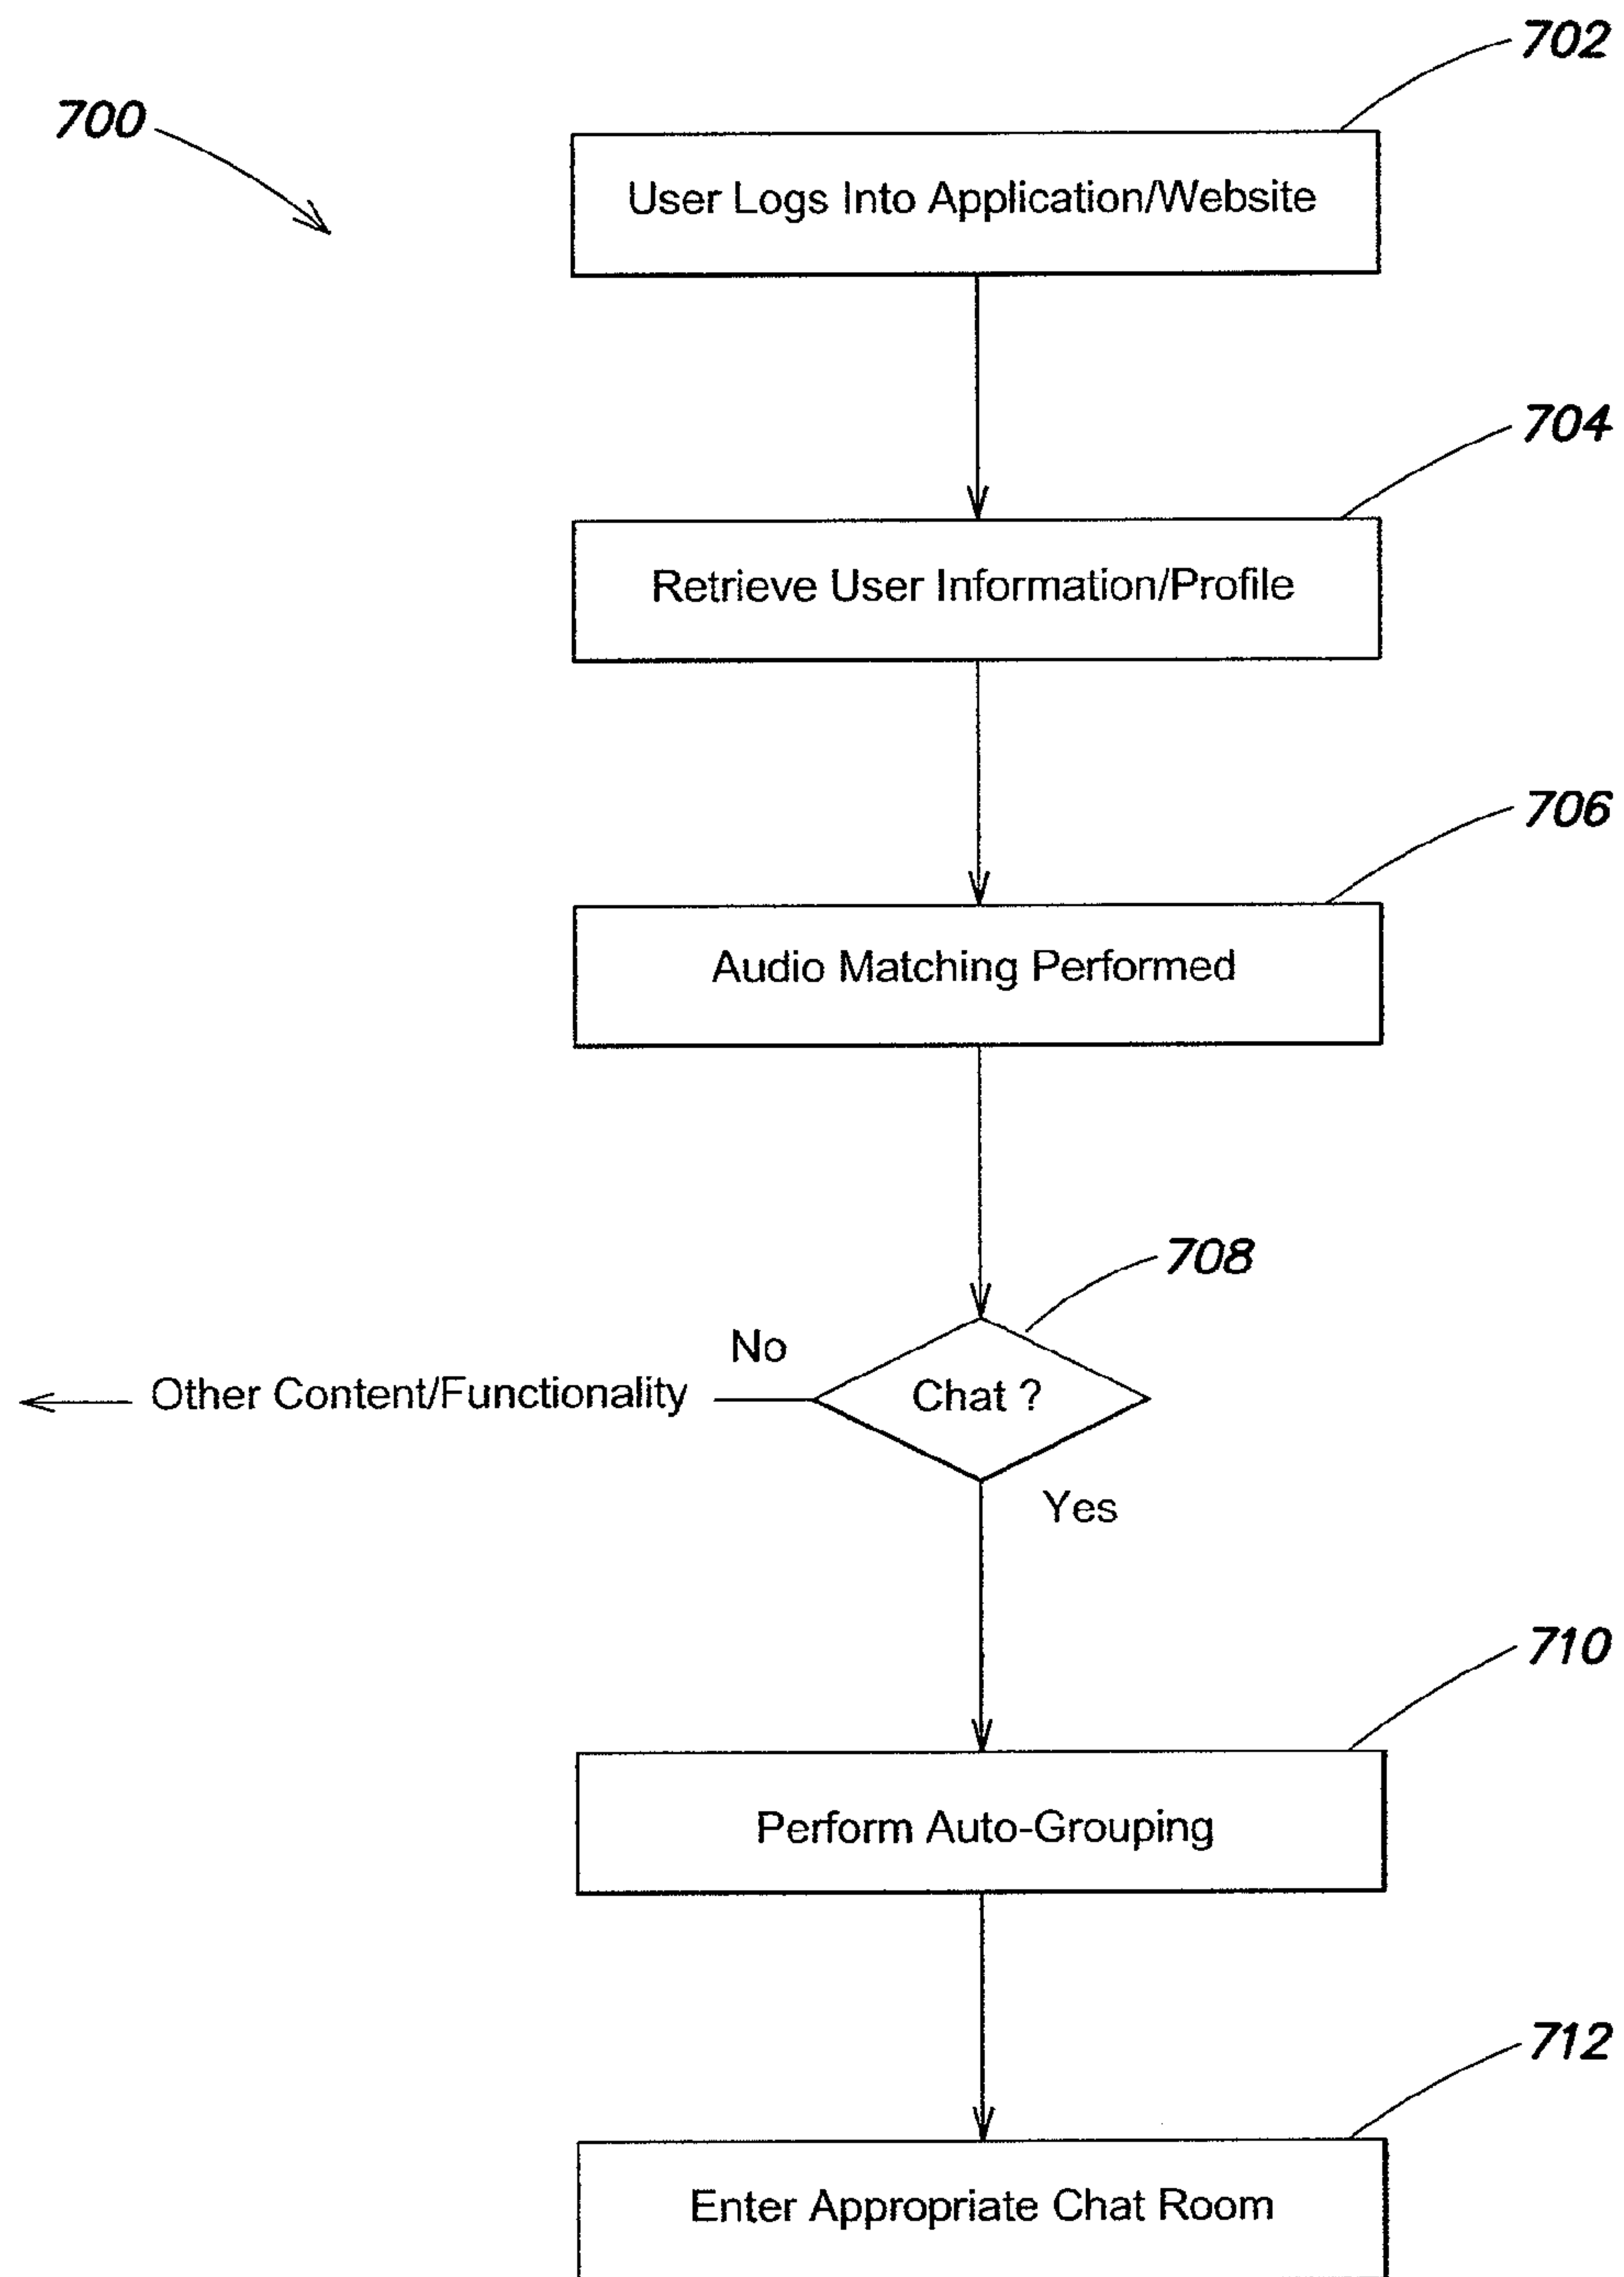 702
700
User Logs Into Application/Website
704
Retrieve User Information/Profile
706
Audio Matching Performed
708
No
Other Content/Functionality
Chat ?
Yes
710
Perform Auto-Grouping
712
Enter Appropriate Chat Room